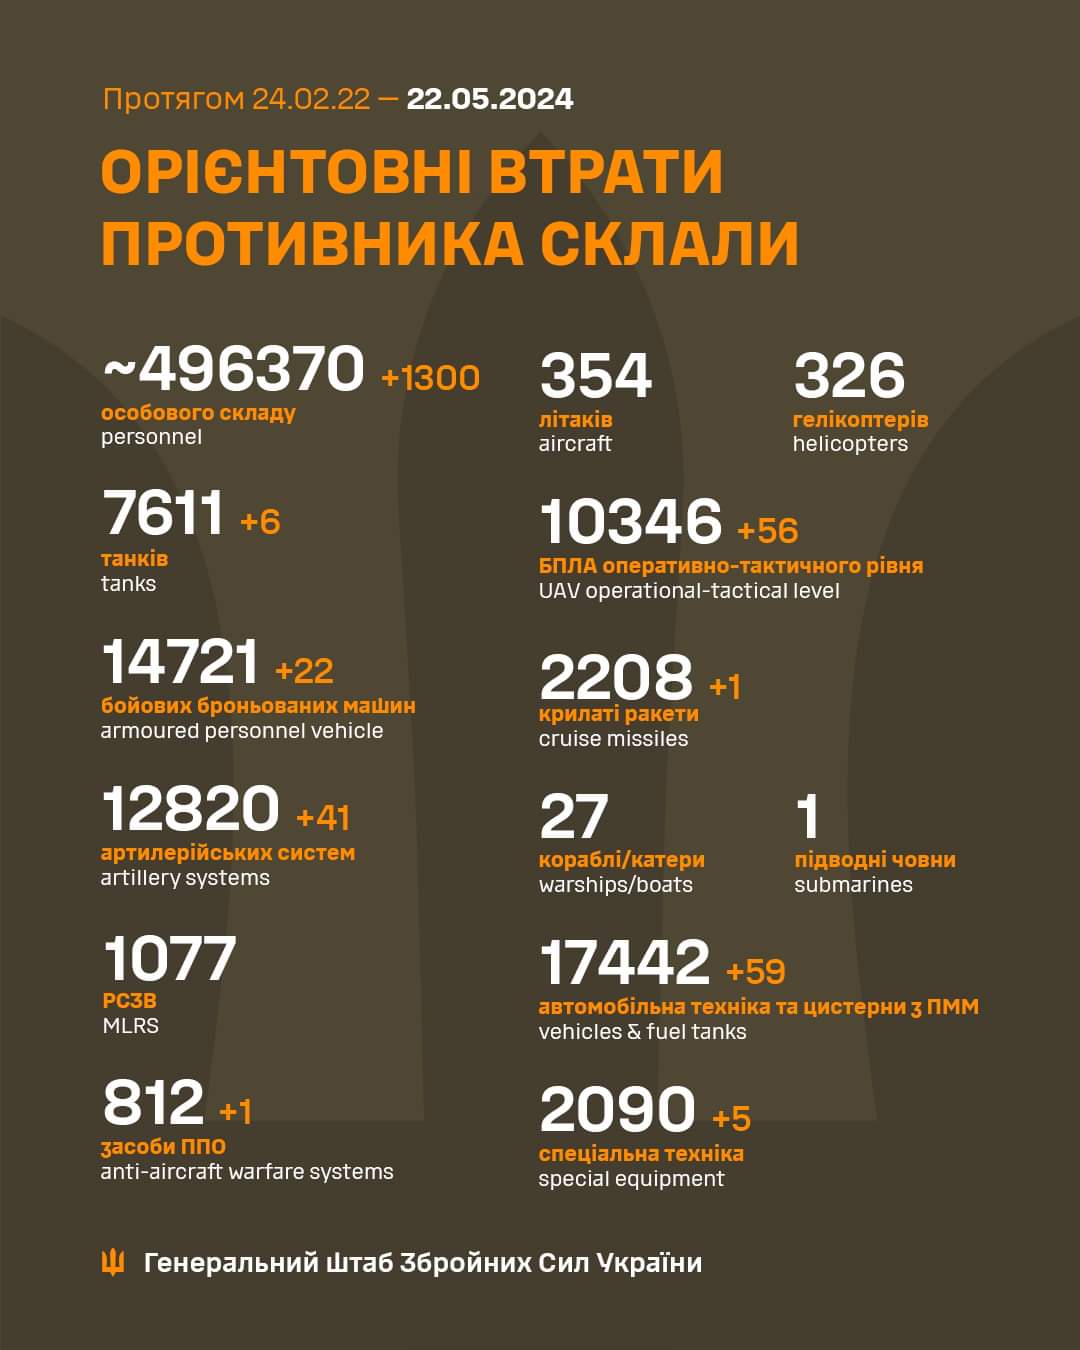 Протягом 24.02.22 — 22.05.2024
ОРІЄНТОВНІ ВТРАТИ
ПРОТИВНИКА СКЛАЛИ
~496370 +1300
особового складу
personnel
354
літаків
aircraft
326
гелікоптерів
helicopters
7611 +6
танків
tanks
10346 +56
БПЛА оперативно-тактичного рівня
UAV operational-tactical level
14721 +22
бойових броньованих машин
armoured personnel vehicle
2208 +1
крилаті ракети
cruise missiles
12820 +41
артилерійських систем
artillery systems
27
кораблі/катери
warships/boats
1
підводні човни
submarines
1077
РСЗВ
MLRS
17442 +59
автомобільна техніка та цистерни з ПММ
vehicles & fuel tanks
812 +1
засоби ППО
anti-aircraft warfare systems
2090 +5
спеціальна техніка
special equipment
Генеральний штаб Збройних Сил України